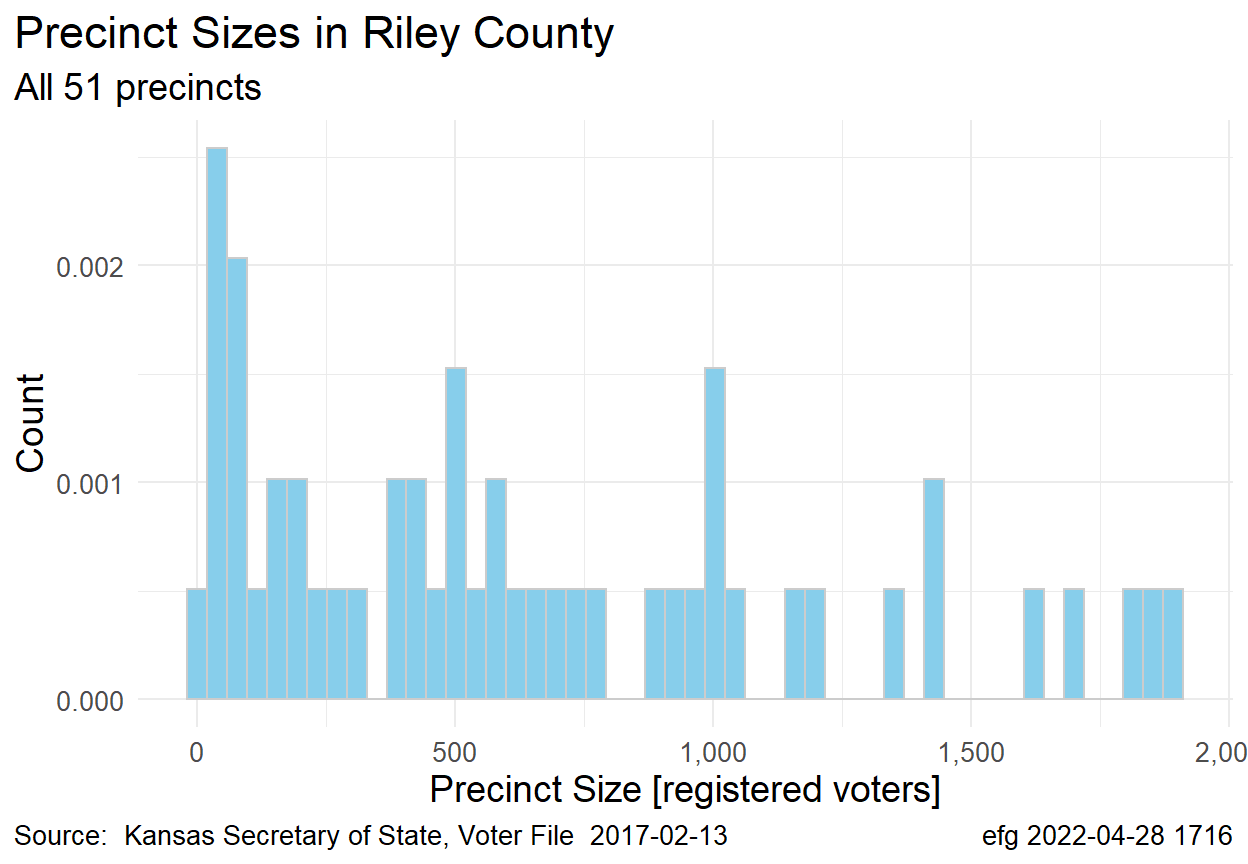 Precinct Sizes in Riley County
All 51 precincts
Count
0.002
0.001
0.000
0 500 1,000 1,500 2,00
Precinct Size [registered voters]
Source:  Kansas Secretary of State, Voter File  2017-02-13
efg 2022-04-28 1716